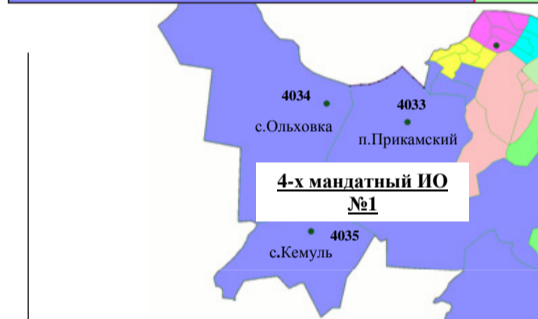 4034
4033
с.Ольховка
п.Прикамский
4-х мандатный ИО
№1
4035
с.Кемуль